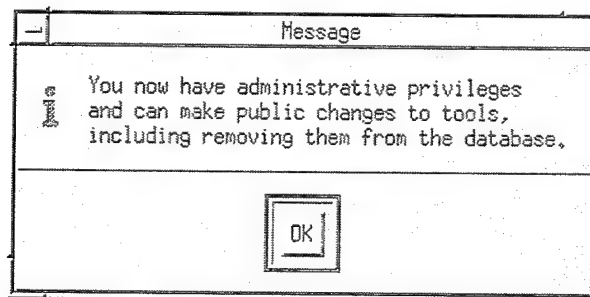 Message
You now have administrative privileges
and can make public changes to tools,
including removing them from the database.
OK